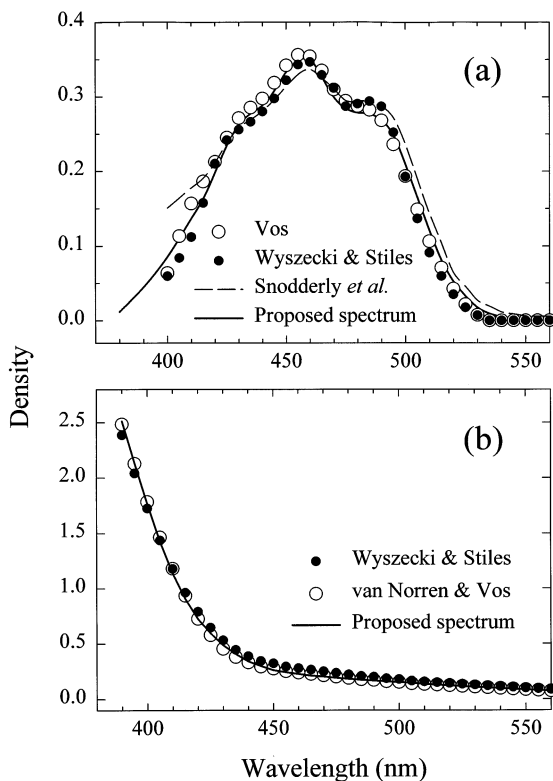 0.4
(a)
0.3
0.2
Vos
Wyszecki & Stiles
0.1
Snodderly et al.
Proposed spectrum
0.0
400
450
500
550
Density
2.5
(b)
2.0
1.5
Wyszecki & Stiles
1.0
van Norren & Vos
Proposed spectrum
0.5
0.0
400
450
500
550
Wavelength (nm)